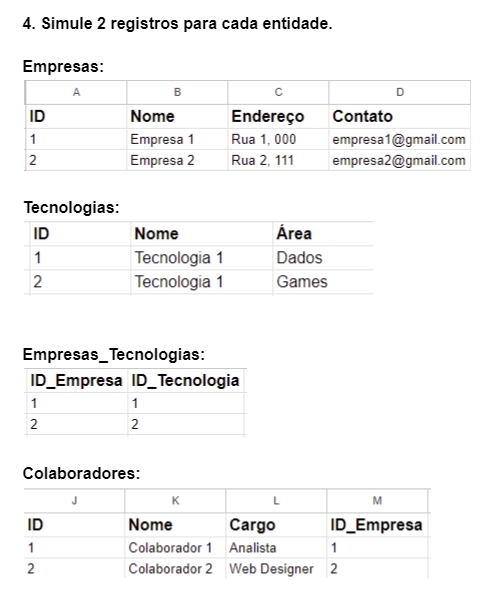 4. Simule 2 registros para cada entidade.
Empresas:
A B C D
ID Nome Endereço Contato
1 Empresa 1 Rua 1, 000 empresa1@gmail.com
2 Empresa 2 Rua 2, 111 empresa2@gmail.com
Tecnologias:
ID Nome Área
1 Tecnologia 1 Dados
2 Tecnologia 1 Games
Empresas_Tecnologias:
ID_Empresa ID_Tecnologia
1 1
2 2
Colaboradores:
J K L M
ID Nome Cargo ID_Empresa
1 Colaborador 1 Analista 1
2 Colaborador 2 Web Designer 2